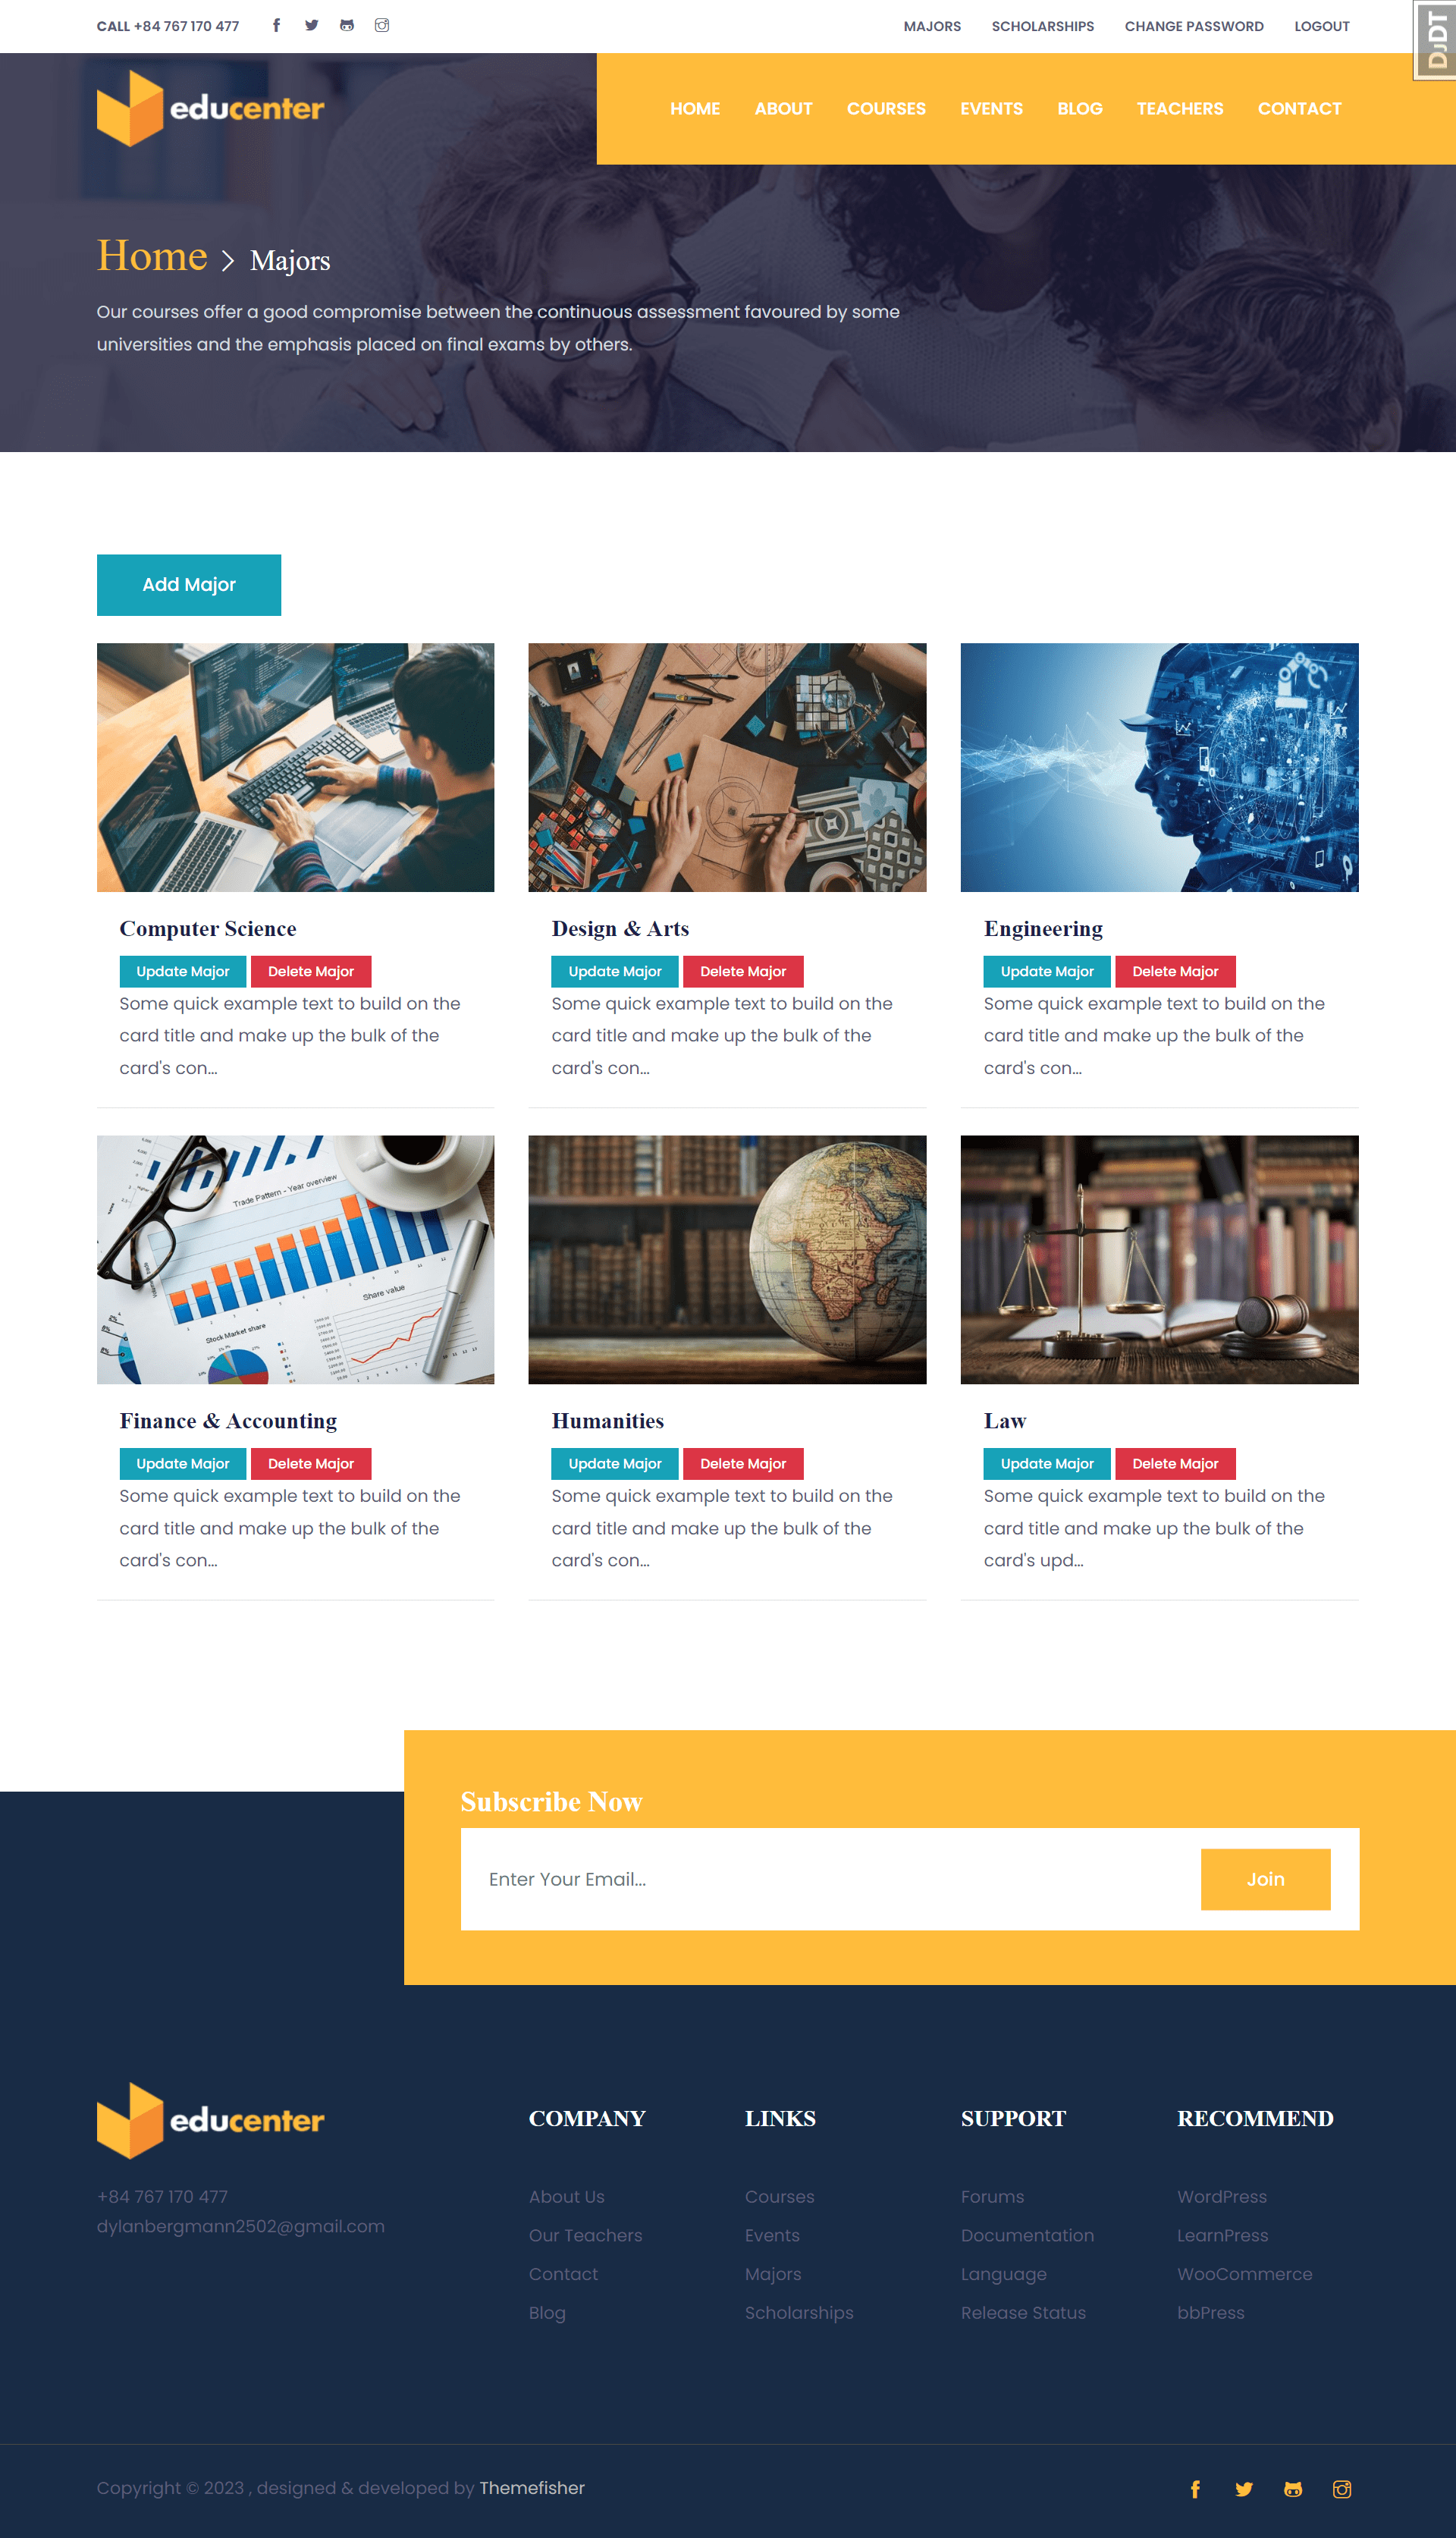 CALL +84 767 170 477
MAJORS SCHOLARSHIPS CHANGE PASSWORD LOGOUT
DjDT
educenter
HOME ABOUT COURSES EVENTS BLOG TEACHERS CONTACT
Home > Majors
Our courses offer a good compromise between the continuous assessment favoured by some
universities and the emphasis placed on final exams by others.
Add Major
Computer Science
Update Major Delete Major
Some quick example text to build on the
card title and make up the bulk of the
card's con...
Design & Arts
Update Major Delete Major
Some quick example text to build on the
card title and make up the bulk of the
card's con...
Engineering
Update Major Delete Major
Some quick example text to build on the
card title and make up the bulk of the
card's con...
Trade Pattern - Year overview
Share value
Stock Market share
Finance & Accounting
Update Major Delete Major
Some quick example text to build on the
card title and make up the bulk of the
card's con...
Humanities
Update Major Delete Major
Some quick example text to build on the
card title and make up the bulk of the
card's con...
Law
Update Major Delete Major
Some quick example text to build on the
card title and make up the bulk of the
card's upd...
Subscribe Now
Enter Your Email...
Join
educenter
+84 767 170 477
dylanbergmann2502@gmail.com
COMPANY
About Us
Our Teachers
Contact
Blog
LINKS
Courses
Events
Majors
Scholarships
SUPPORT
Forums
Documentation
Language
Release Status
RECOMMEND
WordPress
LearnPress
WooCommerce
bbPress
Copyright © 2023 , designed & developed by Themefisher